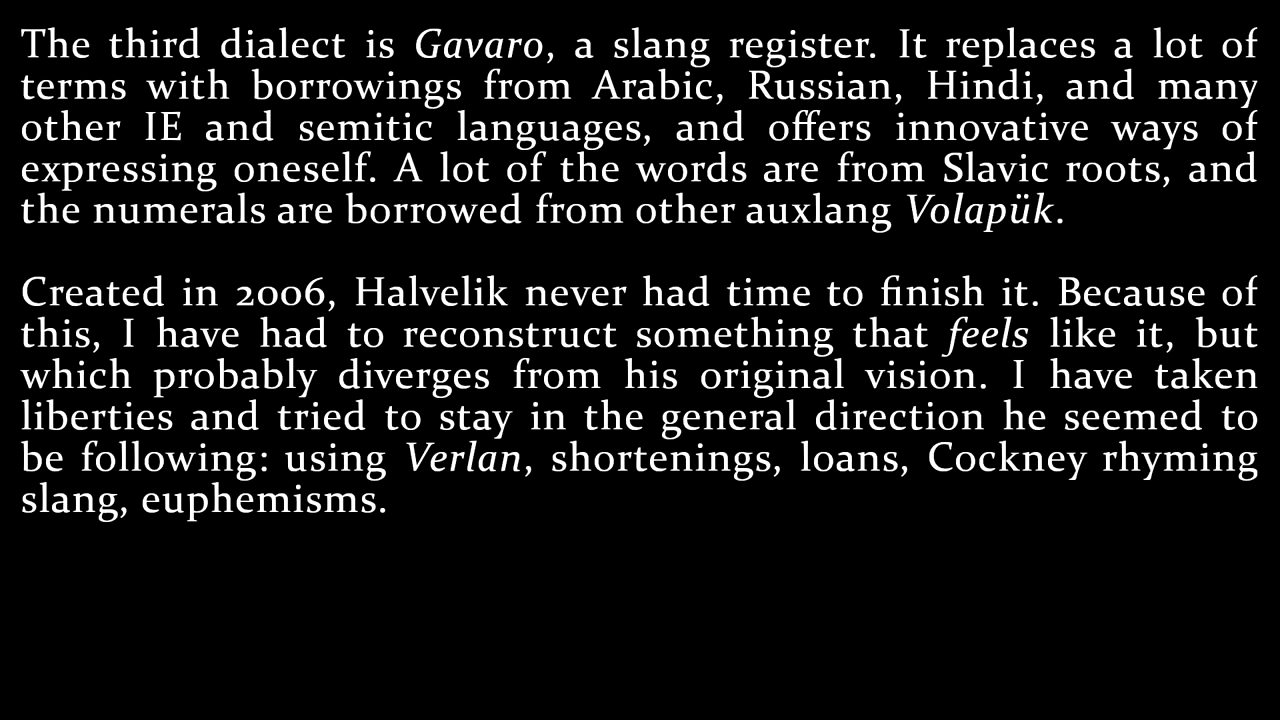 The third dialect is Gavaro, a slang register. It replaces a lot of
terms with borrowings from Arabic, Russian, Hindi, and many
other IE and semitic languages, and offers innovative ways of
expressing oneself. A lot of the words are from Slavic roots, and
the numerals are borrowed from other auxlang Volapük.
Created in 2006, Halvelik never had time to finish it. Because of
this, I have had to reconstruct something that feels like it, but
which probably diverges from his original vision. I have taken
liberties and tried to stay in the general direction he seemed to
be following: using Verlan, shortenings, loans, Cockney rhyming
slang, euphemisms.